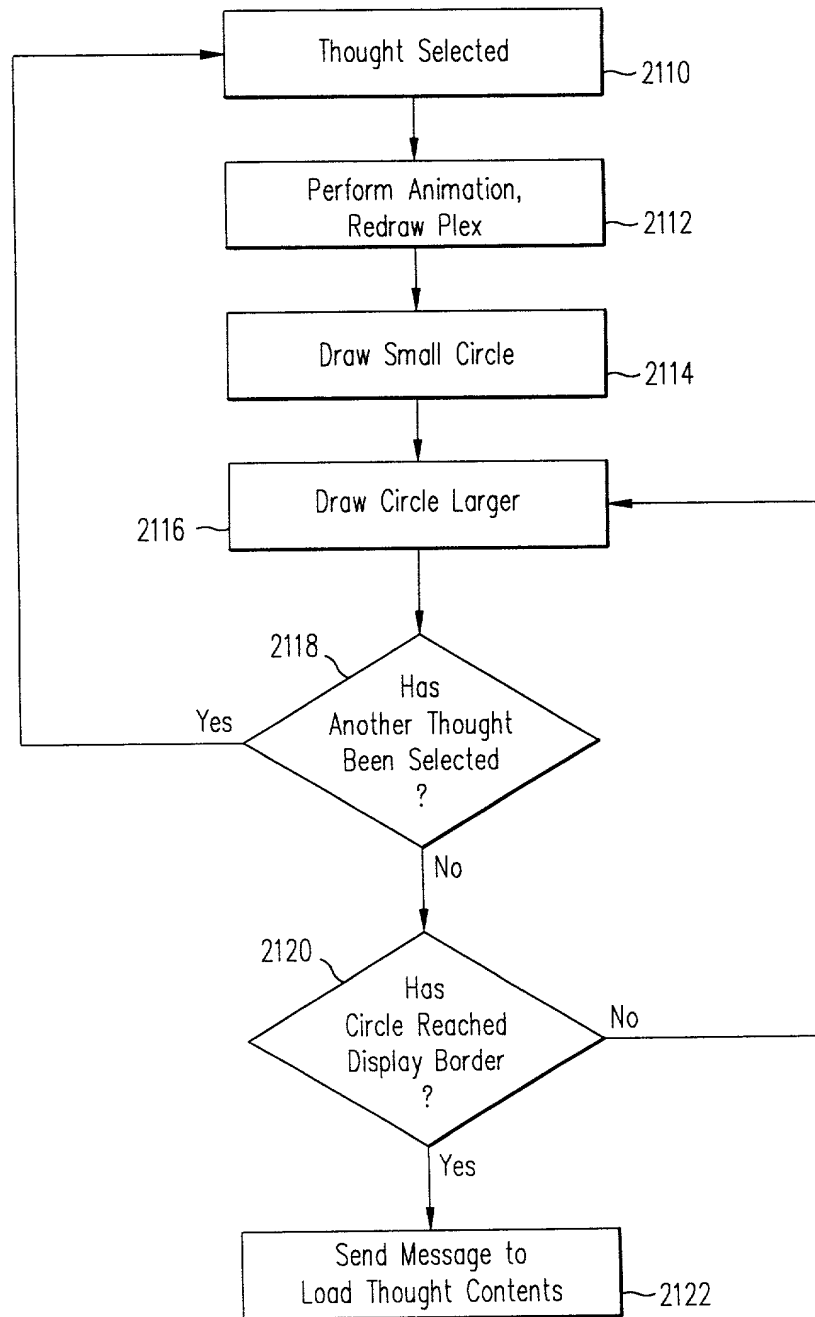 Thought Selected
2110
Perform Animation,
Redraw Plex
2112
Draw Small Circle
2114
Draw Circle Larger
2116
2118
Has
Another Thought
Been Selected
?
Yes
No
2120
Has
Circle Reached
Display Border
?
No
Yes
Send Message to
Load Thought Contents
2122